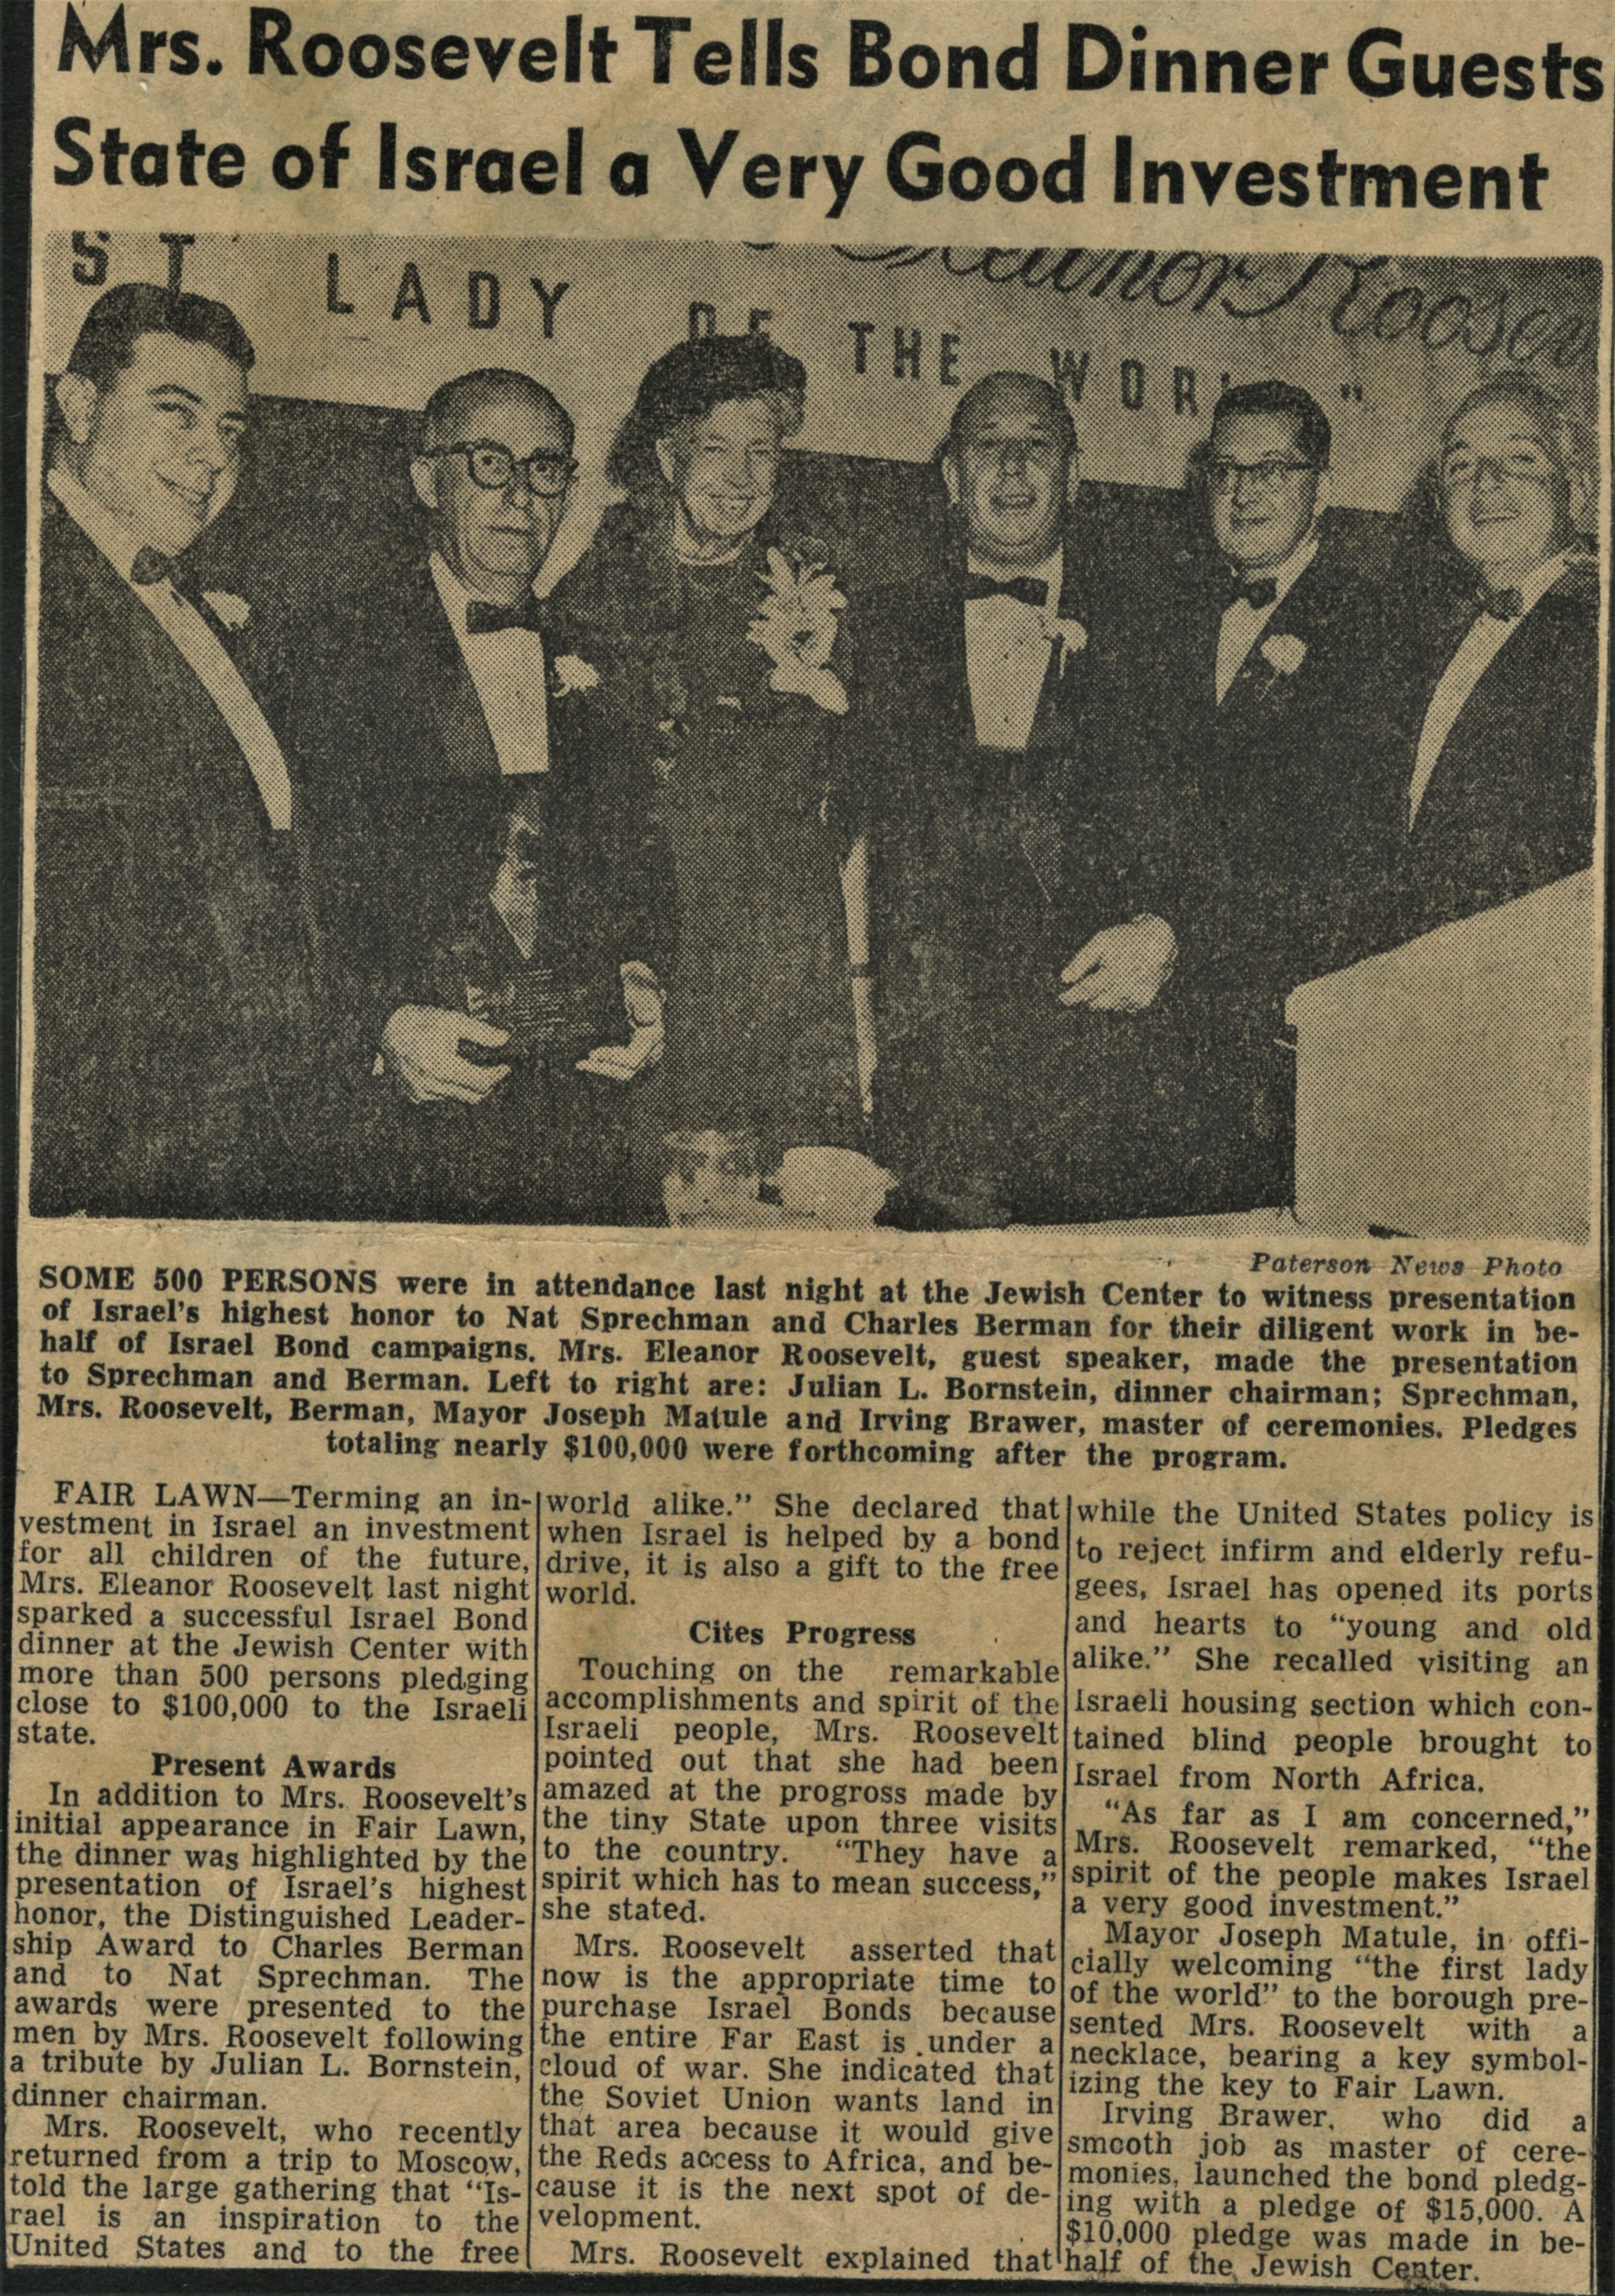 Mrs. Roosevelt Tells Bond Dinner Guests
State of Israel a Very Good Investment
ST LADY OF THE WORL "
Eleanor Roosev
Paterson News Photo
SOME 500 PERSONS were in attendance last night at the Jewish Center to witness presentation
of Israel's highest honor to Nat Sprechman and Charles Berman for their diligent work in be-
half of Israel Bond campaigns. Mrs. Eleanor Roosevelt, guest speaker, made the presentation
to Sprechman and Berman. Left to right are: Julian L. Bornstein, dinner chairman; Sprechman,
Mrs. Roosevelt, Berman, Mayor Joseph Matule and Irving Brawer, master of ceremonies. Pledges
totaling nearly $100,000 were forthcoming after the program.
FAIR LAWN—Terming an in-
vestment in Israel an investment
for all children of the future,
Mrs. Eleanor Roosevelt last night
sparked a successful Israel Bond
dinner at the Jewish Center with
more than 500 persons pledging
close to $100,000 to the Israeli
state.
Present Awards
In addition to Mrs. Roosevelt's
initial appearance in Fair Lawn,
the dinner was highlighted by the
presentation of Israel's highest
honor, the Distinguished Leader-
ship Award to Charles Berman
and to Nat Sprechman. The
awards were presented to the
men by Mrs. Roosevelt following
a tribute by Julian L. Bornstein,
dinner chairman.
Mrs. Roosevelt, who recently
returned from a trip to Moscow,
told the large gathering that "Is-
rael is an inspiration to the
United States and to the free
world alike." She declared that
when Israel is helped by a bond
drive, it is also a gift to the free
world.
Cites Progress
Touching on the remarkable
accomplishments and spirit of the
Israeli people, Mrs. Roosevelt
pointed out that she had been
amazed at the progross made by
the tiny State upon three visits
to the country. "They have a
spirit which has to mean success,"
she stated.
Mrs. Roosevelt asserted that
now is the appropriate time to
purchase Israel Bonds because
the entire Far East is under a
cloud of war. She indicated that
the Soviet Union wants land in
that area because it would give
the Reds access to Africa, and be-
cause it is the next spot of de-
velopment.
Mrs. Roosevelt explained that
while the United States policy is
to reject infirm and elderly refu-
gees, Israel has opened its ports
and hearts to "young and old
alike." She recalled visiting an
Israeli housing section which con-
tained blind people brought to
Israel from North Africa.
"As far as I am concerned,"
Mrs. Roosevelt remarked, "the
spirit of the people makes Israel
a very good investment."
Mayor Joseph Matule, in offi-
cially welcoming "the first lady
of the world" to the borough pre-
sented Mrs. Roosevelt with a
necklace, bearing a key symbol-
izing the key to Fair Lawn.
Irving Brawer, who did a
smooth job as master of cere-
monies, launched the bond pledg-
ing with a pledge of $15,000. A
$10,000 pledge was made in be-
half of the Jewish Center.